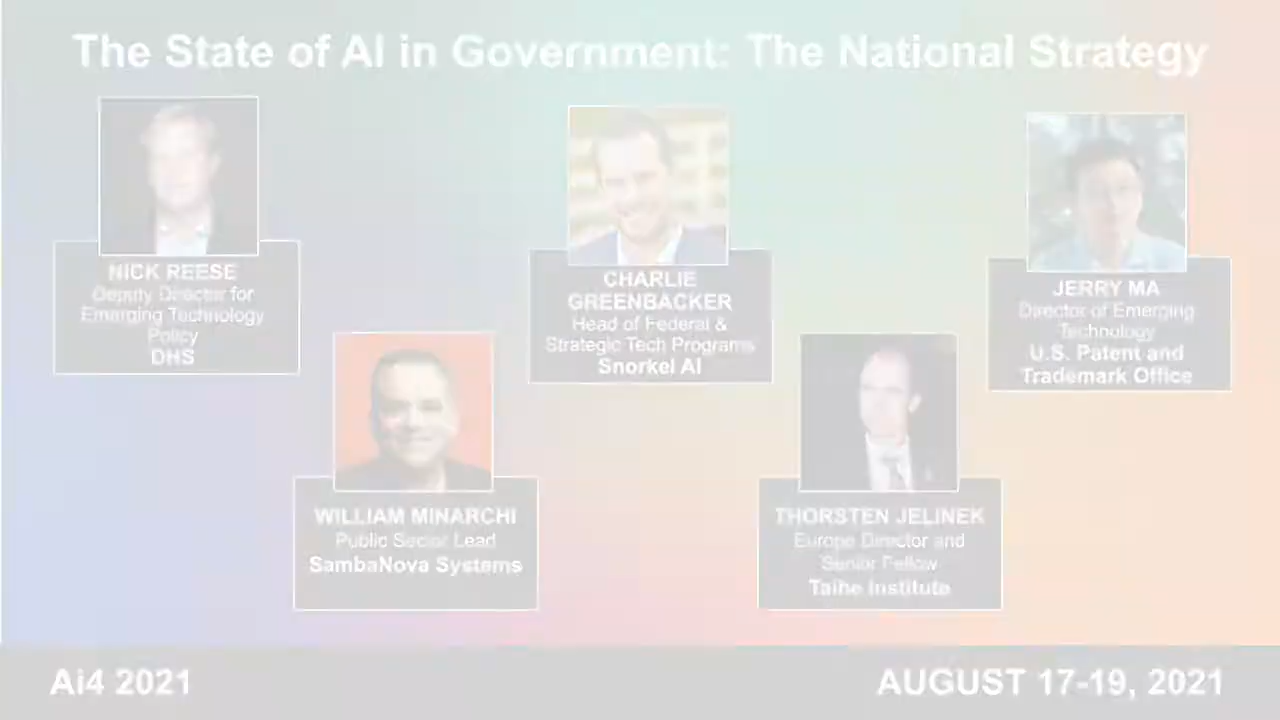 The State of AI in Government: The National Strategy
NICK REESE
Deputy Director for
Emerging Technology
Policy
DHS
CHARLIE
GREENBACKER
Head of Federal &
Strategic Tech Programs
Snorkel AI
JERRY MA
Director of Emerging
Technology
U.S. Patent and
Trademark Office
WILLIAM MINARCHI
Public Sector Lead
SambaNova Systems
THORSTEN JELINEK
Europe Director and
Senior Fellow
Taihe Institute
Ai4 2021
AUGUST 17-19, 2021